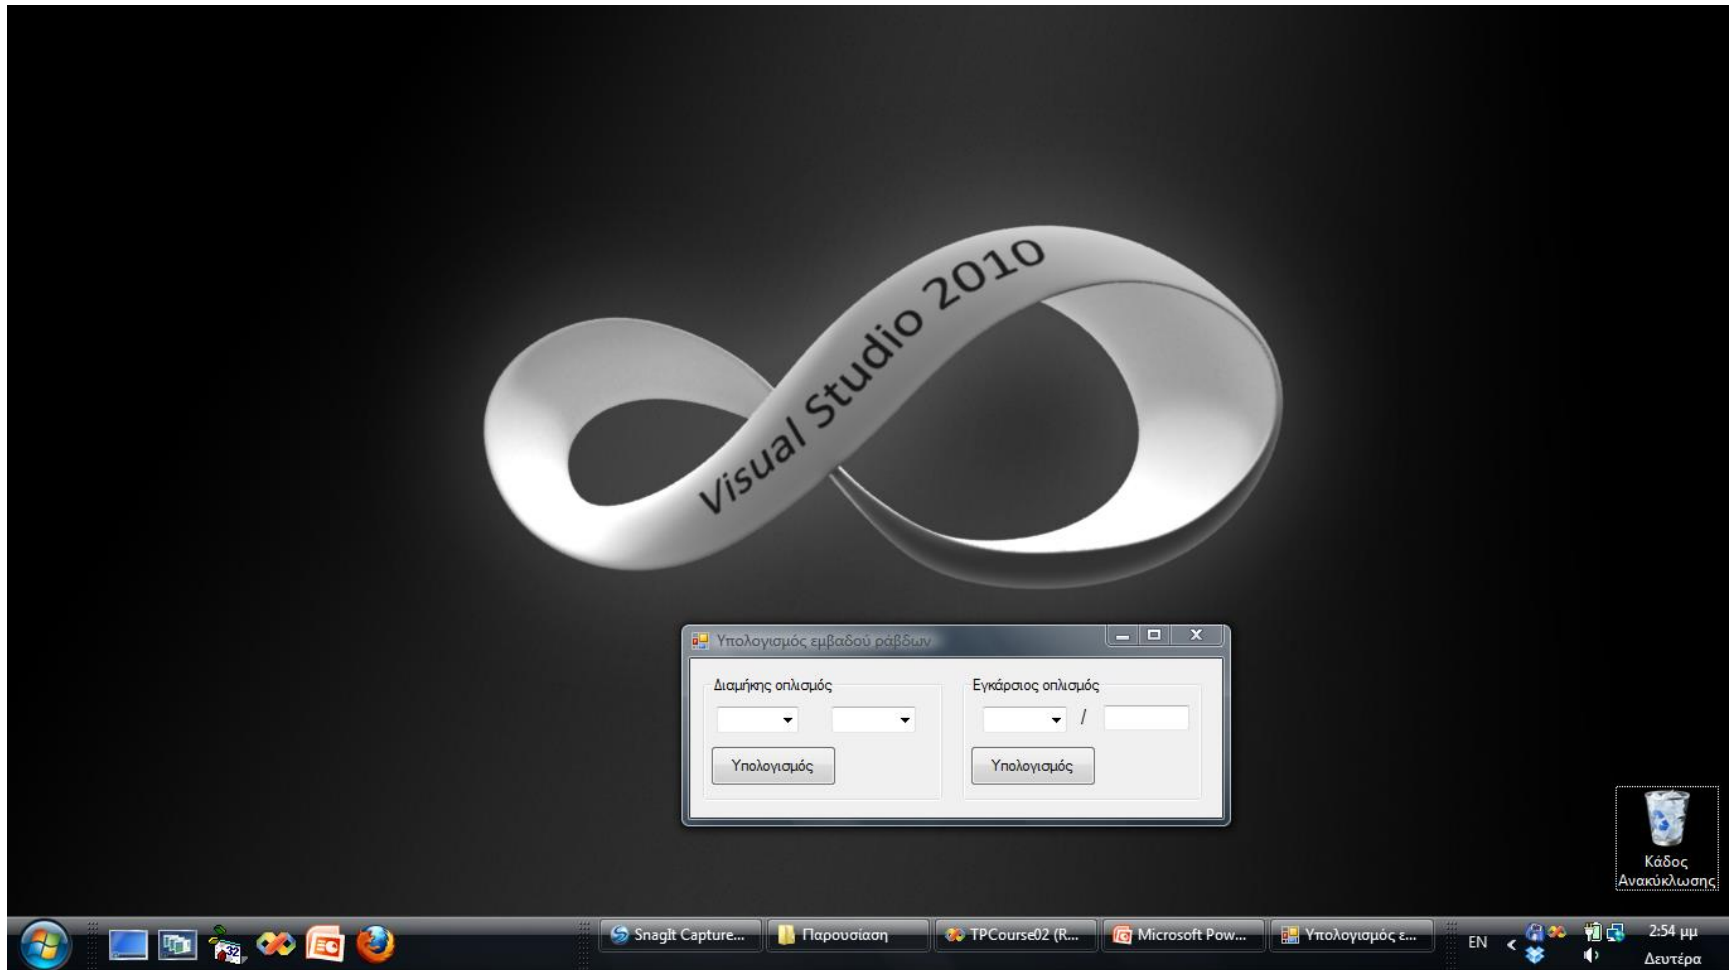 Visual Studio 2010
Υπολογισμός εμβαδού ράβδων
Διαμήκης οπλισμός
Εγκάρσιος οπλισμός
/
Υπολογισμός
Υπολογισμός
Κάδος
Ανακύκλωσης
SnagIt Capture...
Παρουσίαση
TPCourse02 (R...
Microsoft Pow...
Υπολογισμός ε...
EN
2:54 μμ
Δευτέρα